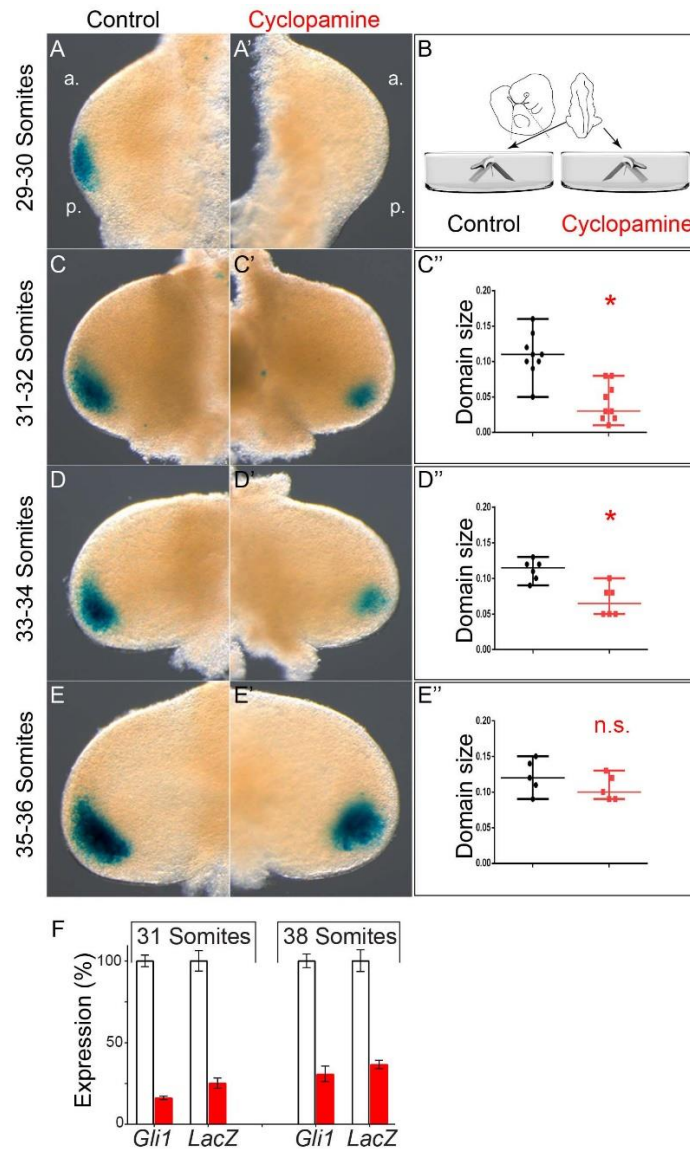 Control Cyclopamine
29-30 Somites
A a. p.
A' a. p.
B
Control Cyclopamine
31-32 Somites
C
C'
C''
Domain size
0.20
0.15
0.10
0.05
0.00
*
33-34 Somites
D
D'
D''
Domain size
0.20
0.15
0.10
0.05
0.00
*
35-36 Somites
E
E'
E''
Domain size
0.20
0.15
0.10
0.05
0.00
n.s.
F
31 Somites 38 Somites
Expression (%)
100
50
0
Gli1 LacZ Gli1 LacZ